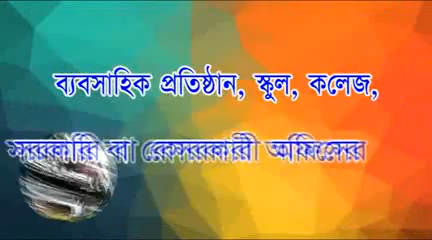 ব্যবসাহিক প্রতিষ্ঠান, স্কুল, কলেজ,
সরকারি বা বেসরকারী অফিসের